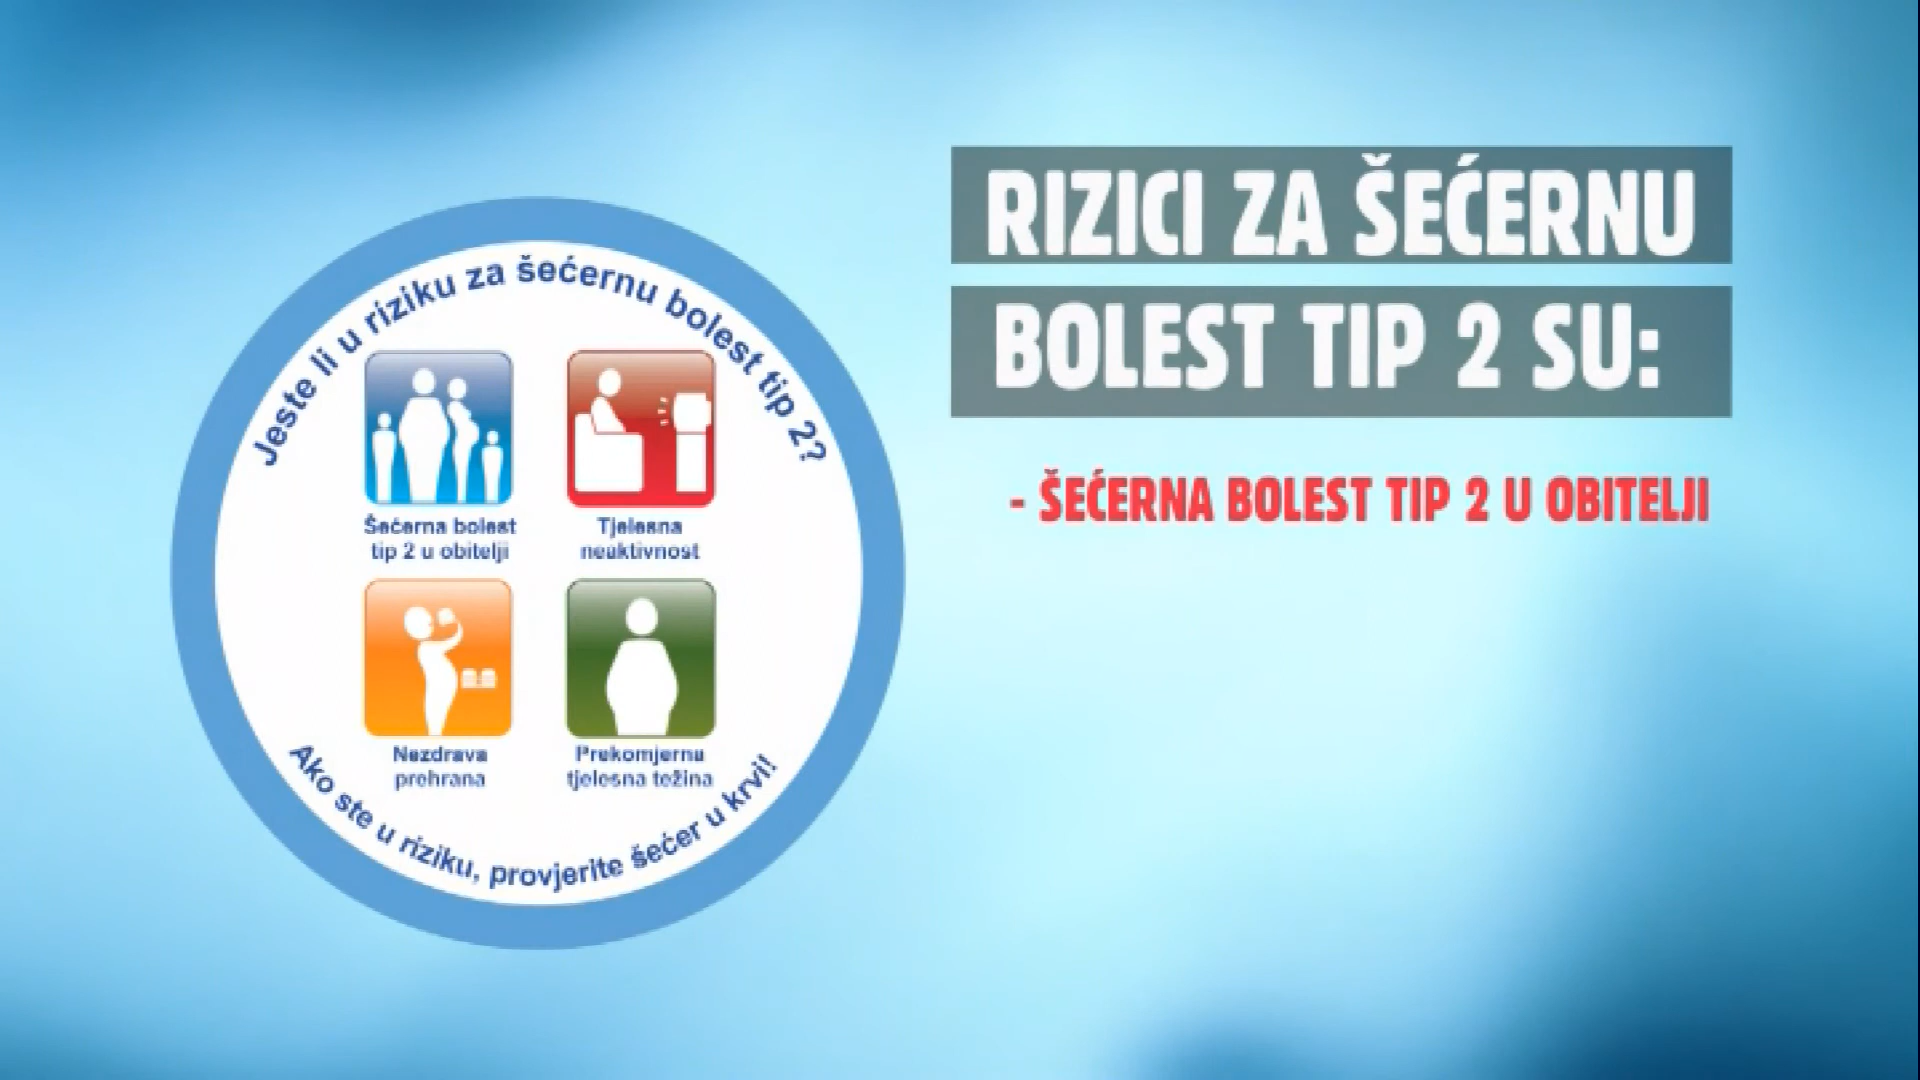 Jeste li u riziku za šećernu bolest tip 2?
Šećerna bolest
tip 2 u obitelji
Tjelesna
neaktivnost
Nezdrava
prehrana
Prekomjerna
tjelesna težina
Ako ste u riziku, provjerite šećer u krvi!
RIZICI ZA ŠEĆERNU
BOLEST TIP 2 SU:
- ŠEĆERNA BOLEST TIP 2 U OBITELJI